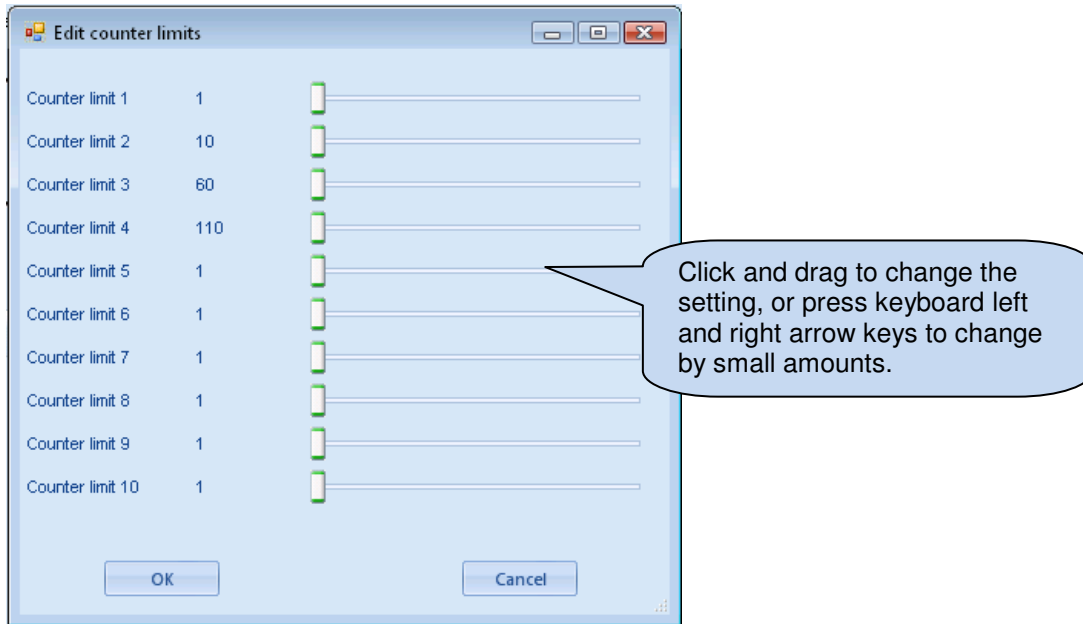 Edit counter limits
Counter limit 1 1
Counter limit 2 10
Counter limit 3 60
Counter limit 4 110
Counter limit 5 1
Counter limit 6 1
Counter limit 7 1
Counter limit 8 1
Counter limit 9 1
Counter limit 10 1
Click and drag to change the
setting, or press keyboard left
and right arrow keys to change
by small amounts.
OK Cancel